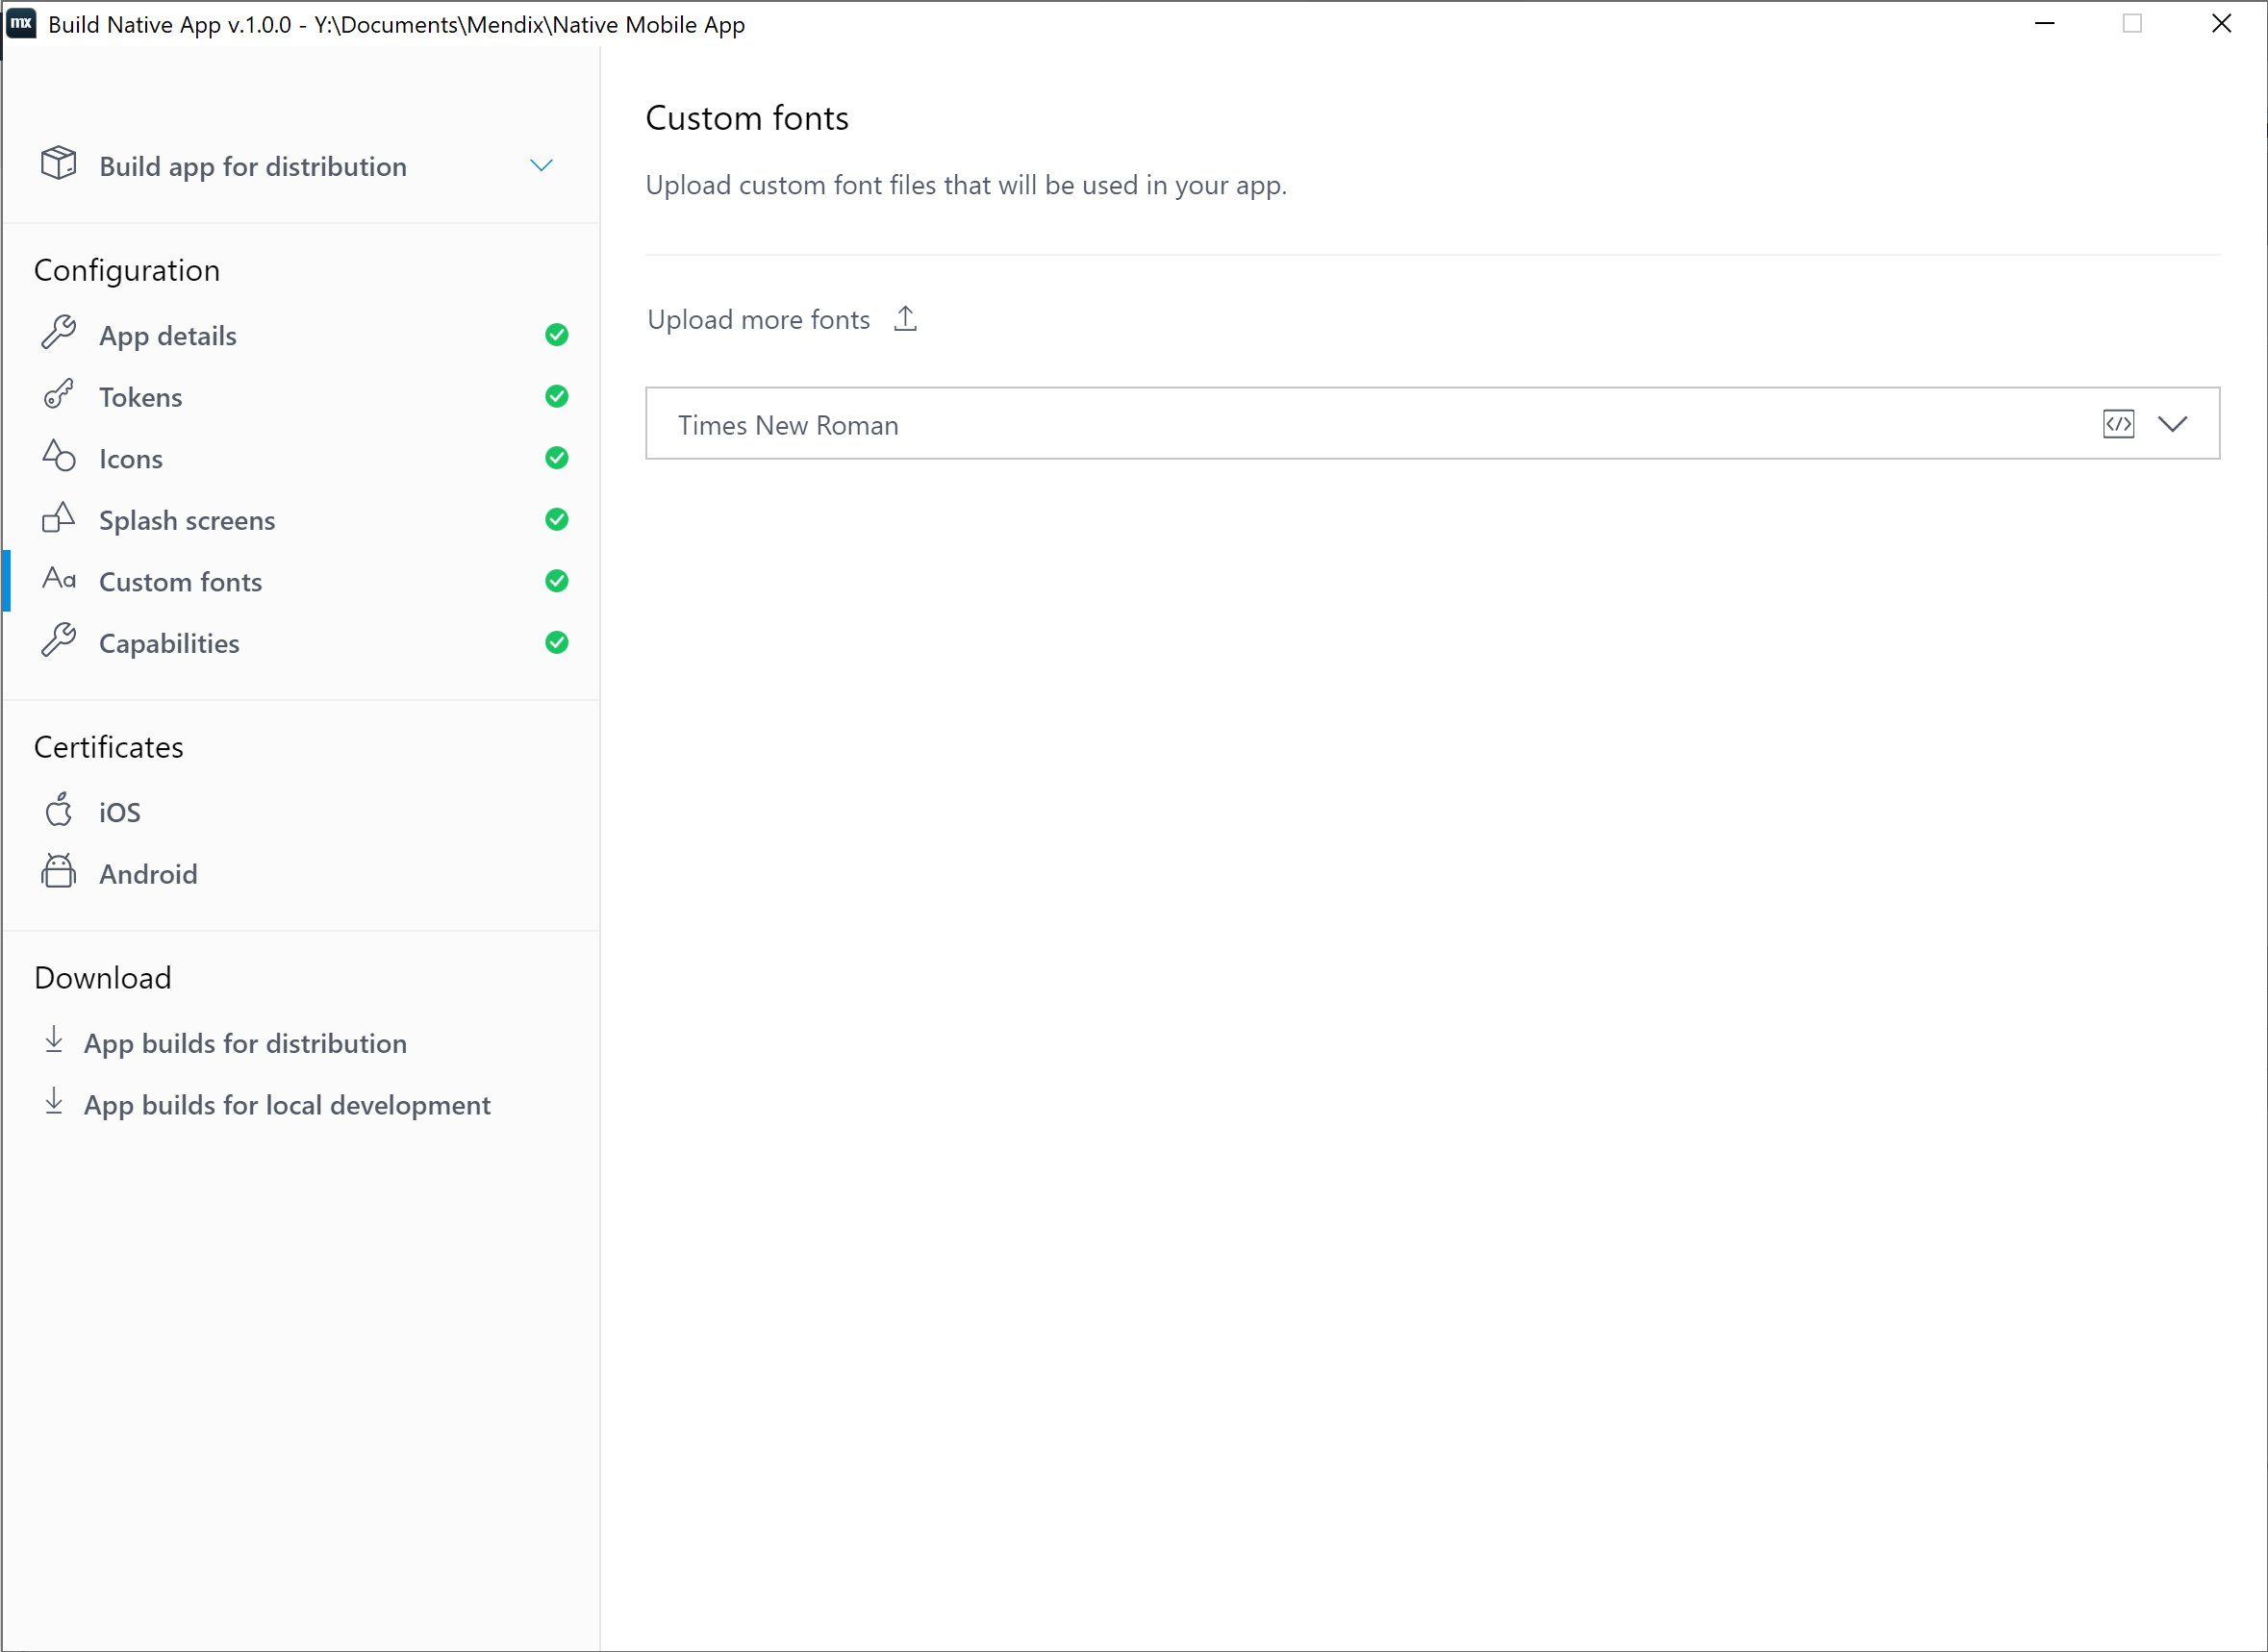 mx Build Native App v.1.0.0 - Y:\Documents\Mendix\Native Mobile App
Build app for distribution
Configuration
App details
Tokens
Icons
Splash screens
Aa Custom fonts
Capabilities
Certificates
iOS
Android
Download
App builds for distribution
App builds for local development
Custom fonts
Upload custom font files that will be used in your app.
Upload more fonts
Times New Roman </>